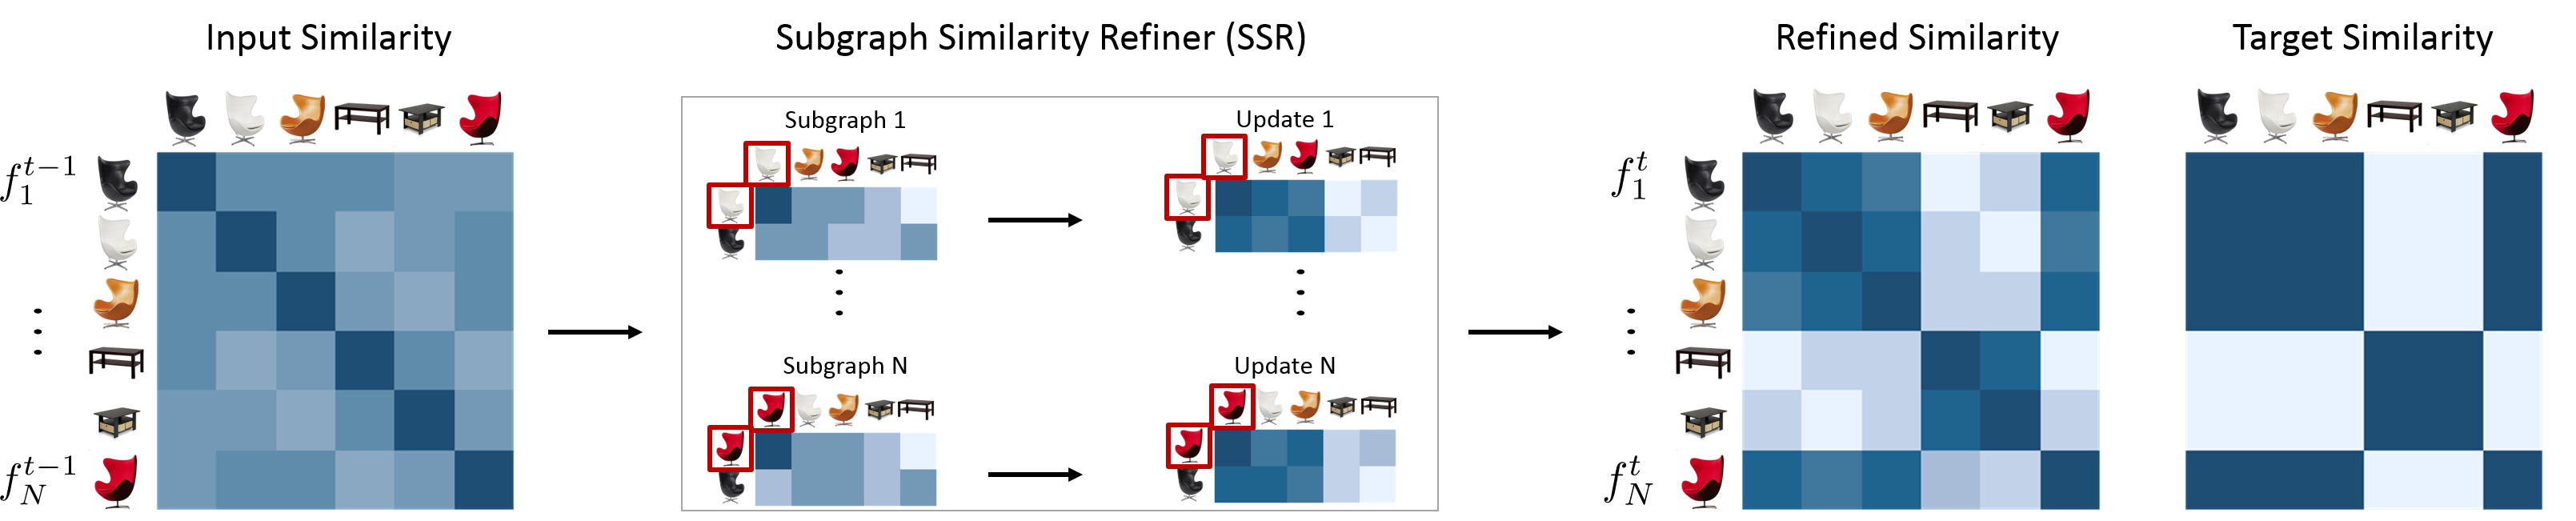 Input Similarity
Subgraph Similarity Refiner (SSR)
Refined Similarity
Target Similarity
Subgraph 1
Update 1
f_1^{t-1}
f_1^t
Subgraph N
Update N
f_N^{t-1}
f_N^t